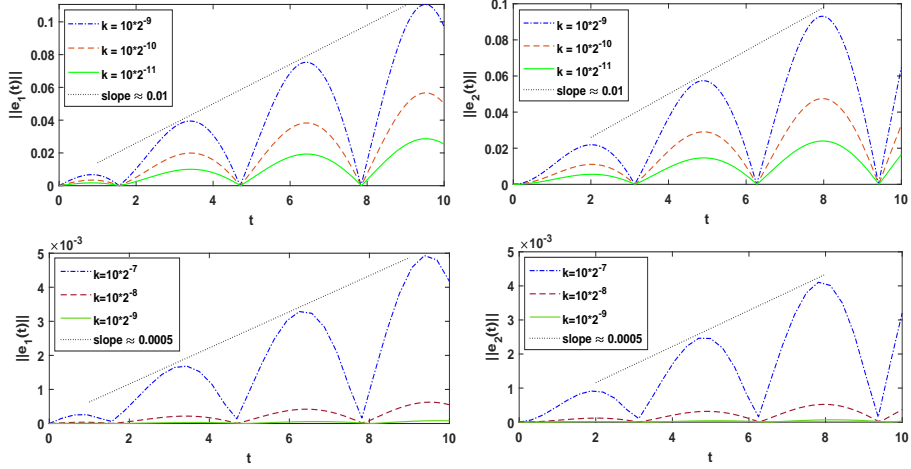 0.1
0.08
0.06
0.04
0.02
0
||e₁(t)||
k = 10*2⁻⁹
k = 10*2⁻¹⁰
k = 10*2⁻¹¹
slope ≈ 0.01
0 2 4 6 8 10
t
0.1
0.08
0.06
0.04
0.02
0
||e₂(t)||
k = 10*2⁻⁹
k = 10*2⁻¹⁰
k = 10*2⁻¹¹
slope ≈ 0.01
0 2 4 6 8 10
t
×10⁻³
5
4
3
2
1
0
||e₁(t)||
k=10*2⁻⁷
k=10*2⁻⁸
k=10*2⁻⁹
slope ≈ 0.0005
0 2 4 6 8 10
t
×10⁻³
5
4
3
2
1
0
||e₂(t)||
k=10*2⁻⁷
k=10*2⁻⁸
k=10*2⁻⁹
slope ≈ 0.0005
0 2 4 6 8 10
t